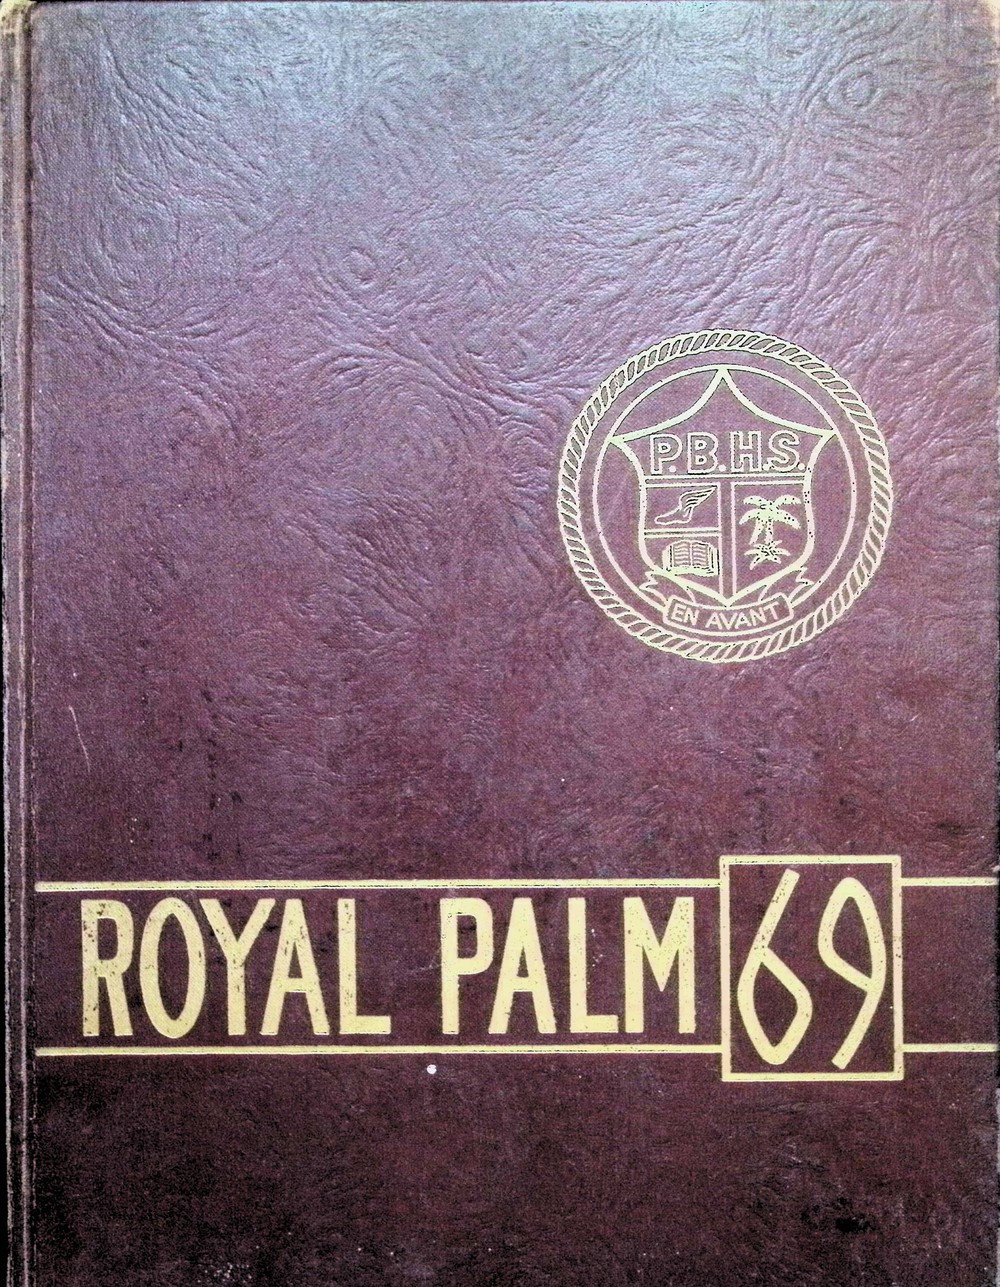 P.B.H.S.
EN AVANT
ROYAL PALM 69